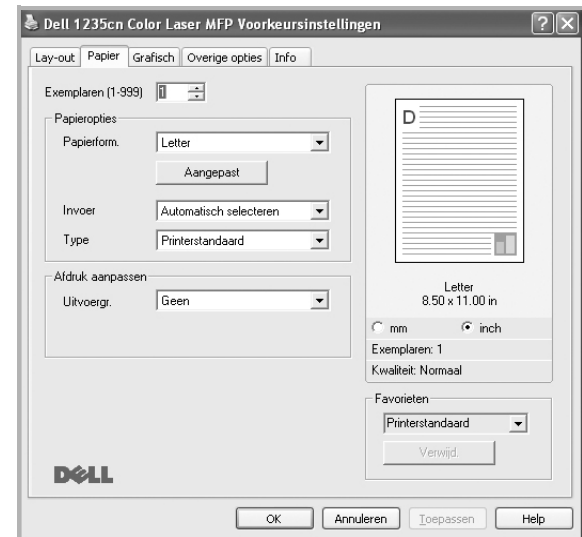 Dell 1235cn Color Laser MFP Voorkeursinstellingen
Lay-out Papier Grafisch Overige opties Info
Exemplaren (1-999) 1
Papieropties
Papierform. Letter
Aangepast
Invoer Automatisch selecteren
Type Printerstandaard
Afdruk aanpassen
Uitvoergr. Geen
D
Letter
8.50 x 11.00 in
mm inch
Exemplaren: 1
Kwaliteit: Normaal
Favorieten
Printerstandaard
Verwijd.
DELL
OK Annuleren Toepassen Help